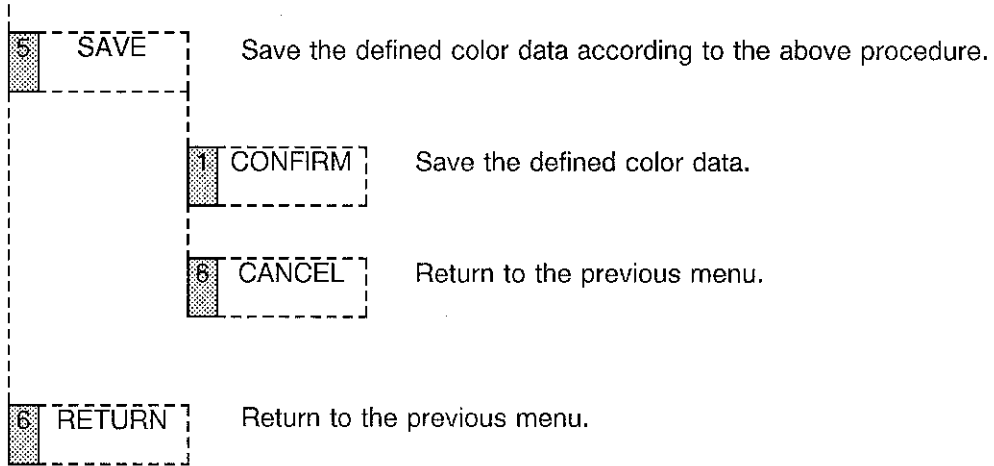 5 SAVE Save the defined color data according to the above procedure.
1 CONFIRM Save the defined color data.
6 CANCEL Return to the previous menu.
6 RETURN Return to the previous menu.